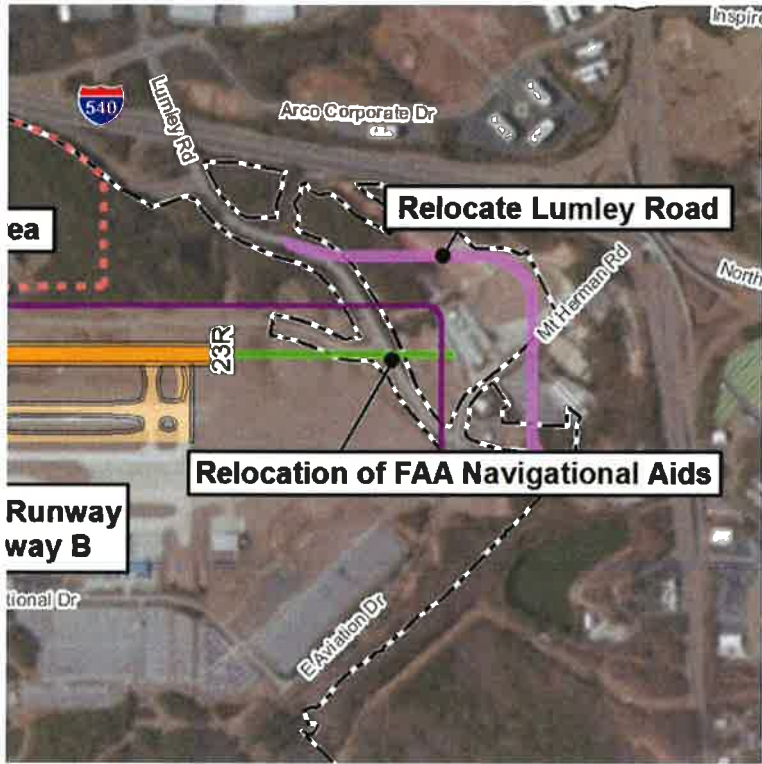 Inspire
540
Lumley Rd
Arco Corporate Dr
ea
Relocate Lumley Road
North
Mt Herman Rd
23R
Relocation of FAA Navigational Aids
Runway
way B
tional Dr
E Aviation Dr